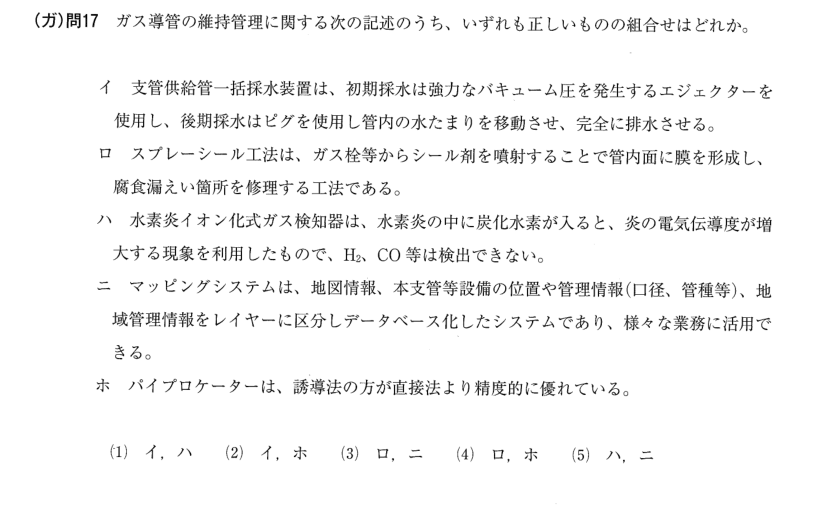 (ガ)問17　ガス導管の維持管理に関する次の記述のうち、いずれも正しいものの組合せはどれか。
イ　支管供給管一括採水装置は、初期採水は強力なバキューム圧を発生するエジェクターを
使用し、後期採水はピグを使用し管内の水たまりを移動させ、完全に排水させる。
ロ　スプレーシール工法は、ガス栓等からシール剤を噴射することで管内面に膜を形成し、
腐食漏えい箇所を修理する工法である。
ハ　水素炎イオン化式ガス検知器は、水素炎の中に炭化水素が入ると、炎の電気伝導度が増
大する現象を利用したもので、H₂、CO 等は検出できない。
ニ　マッピングシステムは、地図情報、本支管等設備の位置や管理情報(口径、管種等)、地
域管理情報をレイヤーに区分しデータベース化したシステムであり、様々な業務に活用で
きる。
ホ　パイプロケーターは、誘導法の方が直接法より精度的に優れている。
(1)　イ，ハ　　(2)　イ，ホ　　(3)　ロ，ニ　　(4)　ロ，ホ　　(5)　ハ，ニ